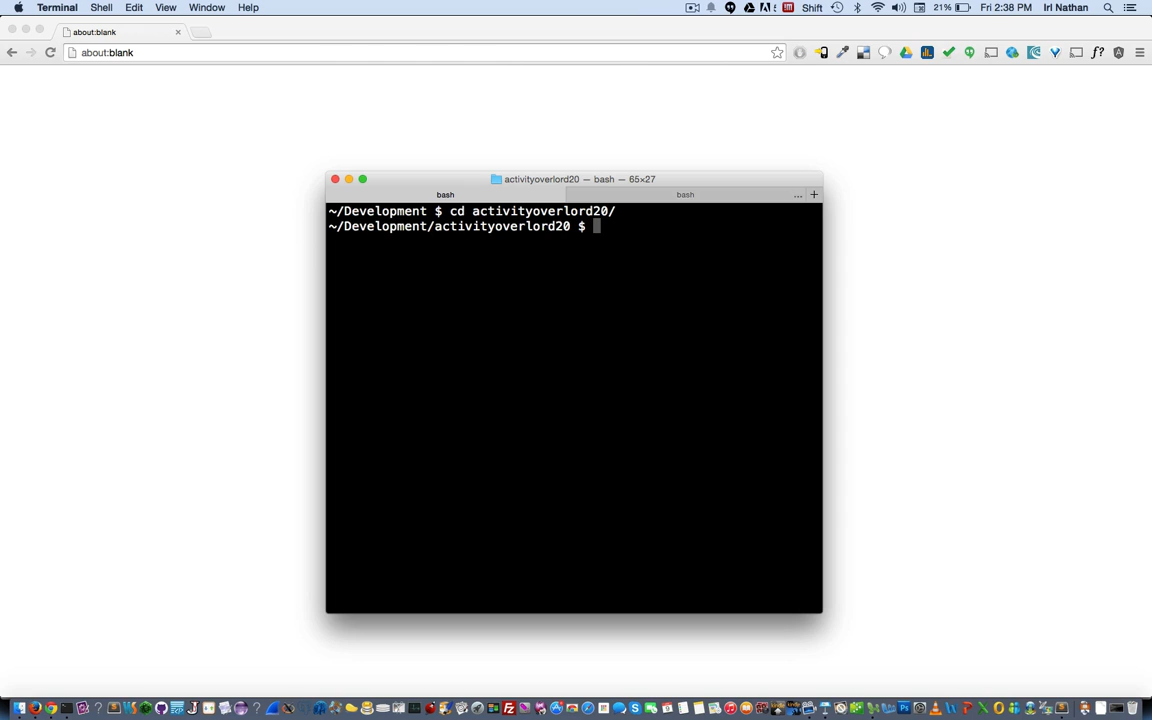 Terminal Shell Edit View Window Help Shift 21% Fri 2:38 PM Irl Nathan
about:blank
about:blank f?
activityoverlord20 — bash — 65×27
bash bash ... +
~/Development $ cd activityoverlord20/
~/Development/activityoverlord20 $